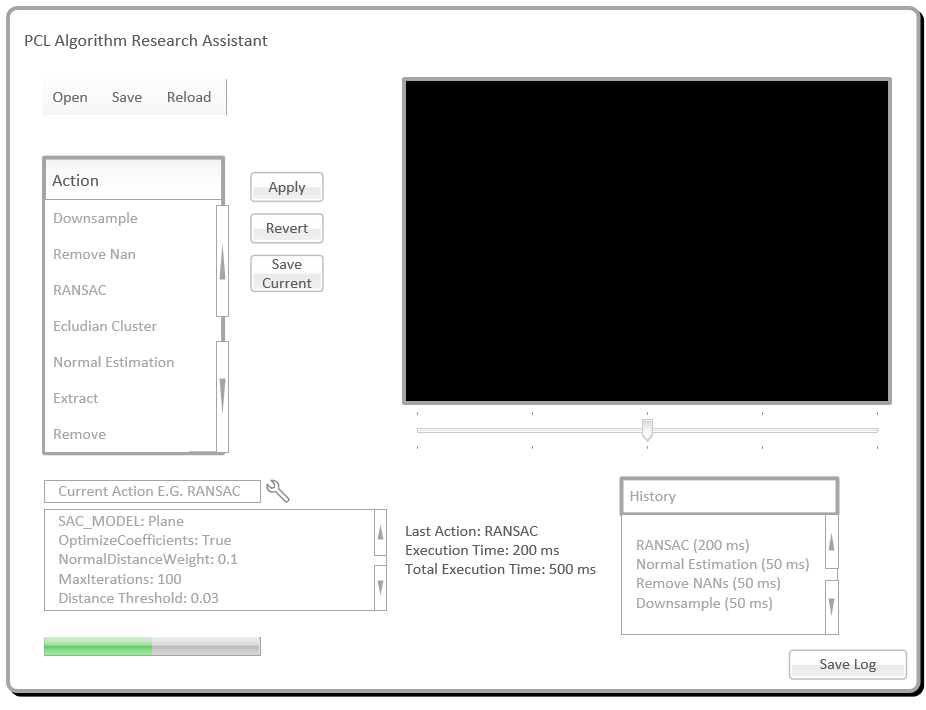 PCL Algorithm Research Assistant
Open Save Reload
Action
Downsample
Remove Nan
RANSAC
Ecludian Cluster
Normal Estimation
Extract
Remove
Apply
Revert
Save
Current
Current Action E.G. RANSAC
SAC_MODEL: Plane
OptimizeCoefficients: True
NormalDistanceWeight: 0.1
MaxIterations: 100
Distance Threshold: 0.03
Last Action: RANSAC
Execution Time: 200 ms
Total Execution Time: 500 ms
History
RANSAC (200 ms)
Normal Estimation (50 ms)
Remove NANs (50 ms)
Downsample (50 ms)
Save Log